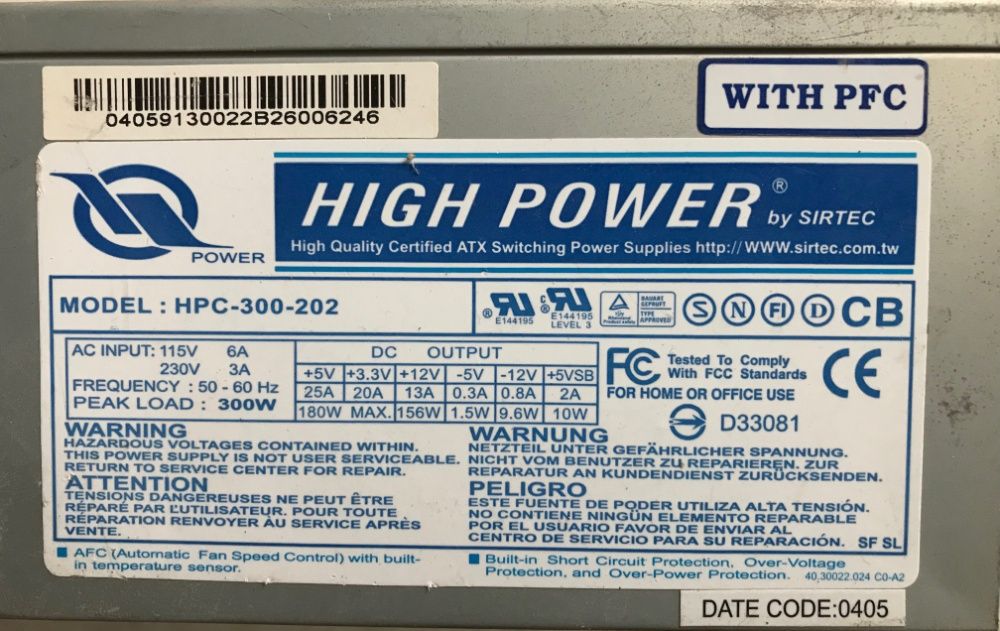 04059130022B26006246
WITH PFC
POWER
HIGH POWER® by SIRTEC
High Quality Certified ATX Switching Power Supplies http://WWW.sirtec.com.tw
MODEL : HPC-300-202
® E144195
c ® E144195
LEVEL 3
BAUART
GEPRÜFT
TYPE
APPROVED
S N FI D CB
AC INPUT: 115V 6A
230V 3A
FREQUENCY : 50 - 60 Hz
PEAK LOAD : 300W
DC OUTPUT
+5V +3.3V +12V -5V -12V +5VSB
25A 20A 13A 0.3A 0.8A 2A
180W MAX. 156W 1.5W 9.6W 10W
FC Tested To Comply
With FCC Standards
FOR HOME OR OFFICE USE
CE
D33081
WARNING
HAZARDOUS VOLTAGES CONTAINED WITHIN.
THIS POWER SUPPLY IS NOT USER SERVICEABLE.
RETURN TO SERVICE CENTER FOR REPAIR.
ATTENTION
TENSIONS DANGEREUSES NE PEUT ÊTRE
RÉPARÉ PAR L'UTILISATEUR. POUR TOUTE
RÉPARATION RENVOYER AU SERVICE APRÈS
VENTE.
WARNUNG
NETZTEIL UNTER GEFÄHRLICHER SPANNUNG.
NICHT VOM BENUTZER ZU REPARIEREN. ZUR
REPARATUR AN KUNDENDIENST ZURÜCKSENDEN.
PELIGRO
ESTE FUENTE DE PODER UTILIZA ALTA TENSIÓN.
NO CONTIENE NINGÚN ELEMENTO REPARABLE
POR EL USUARIO FAVOR DE ENVIAR AL
CENTRO DE SERVICIO PARA SU REPARACIÓN. SF SL
AFC (Automatic Fan Speed Control) with built-
in temperature sensor.
Built-in Short Circuit Protection, Over-Voltage
Protection, and Over-Power Protection. 40,30022.024 C0-A2
DATE CODE:0405